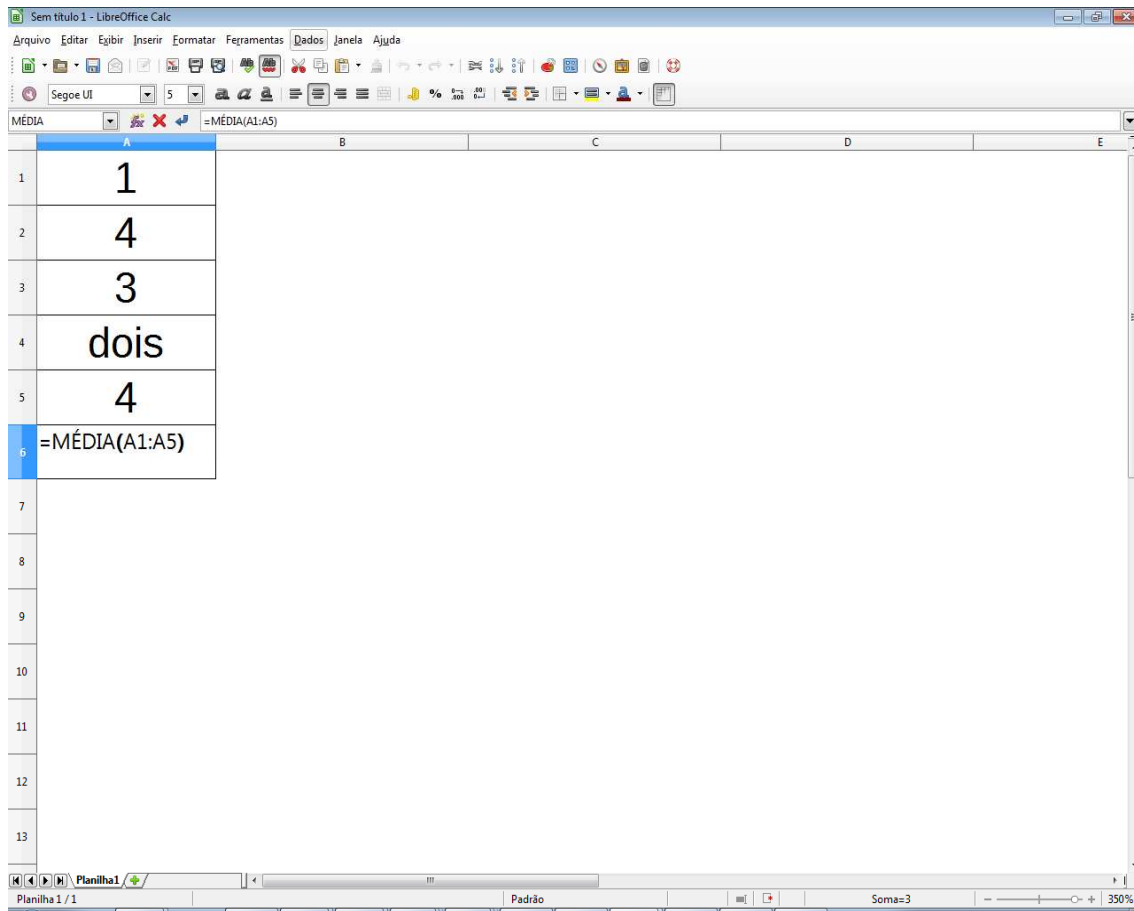 Sem título 1 - LibreOffice Calc
Arquivo Editar Exibir Inserir Formatar Ferramentas Dados Janela Ajuda
Segoe UI 5
MÉDIA =MÉDIA(A1:A5)
A B C D E
1 1
2 4
3 3
4 dois
5 4
6 =MÉDIA(A1:A5)
7
8
9
10
11
12
13
Planilha1
Planilha 1 / 1 Padrão Soma=3 350%